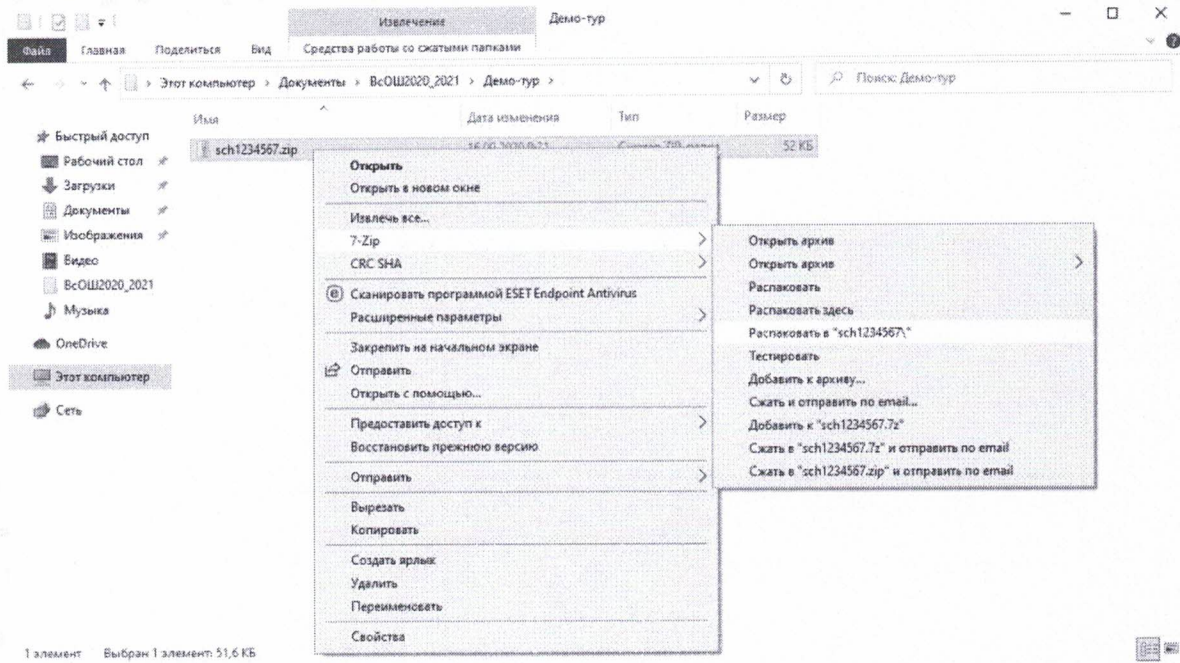 Извлечение
Демо-тур
Файл Главная Поделиться Вид Средства работы со сжатыми папками
Этот компьютер > Документы > ВсОШ2020_2021 > Демо-тур >
Поиск: Демо-тур
Имя Дата изменения Тип Размер
sch1234567.zip 16.09.2020 9:21 52 КБ
Быстрый доступ
Рабочий стол
Загрузки
Документы
Изображения
Видео
ВсОШ2020_2021
Музыка
OneDrive
Этот компьютер
Сеть
Открыть
Открыть в новом окне
Извлечь все...
7-Zip
CRC SHA
Сканировать программой ESET Endpoint Antivirus
Расширенные параметры
Закрепить на начальном экране
Отправить
Открыть с помощью...
Предоставить доступ к
Восстановить прежнюю версию
Отправить
Вырезать
Копировать
Создать ярлык
Удалить
Переименовать
Свойства
Открыть архив
Открыть архив
Распаковать
Распаковать здесь
Распаковать в "sch1234567\"
Тестировать
Добавить к архиву...
Сжать и отправить по email...
Добавить к "sch1234567.7z"
Сжать в "sch1234567.7z" и отправить по email
Сжать в "sch1234567.zip" и отправить по email
1 элемент Выбран 1 элемент: 51,6 КБ